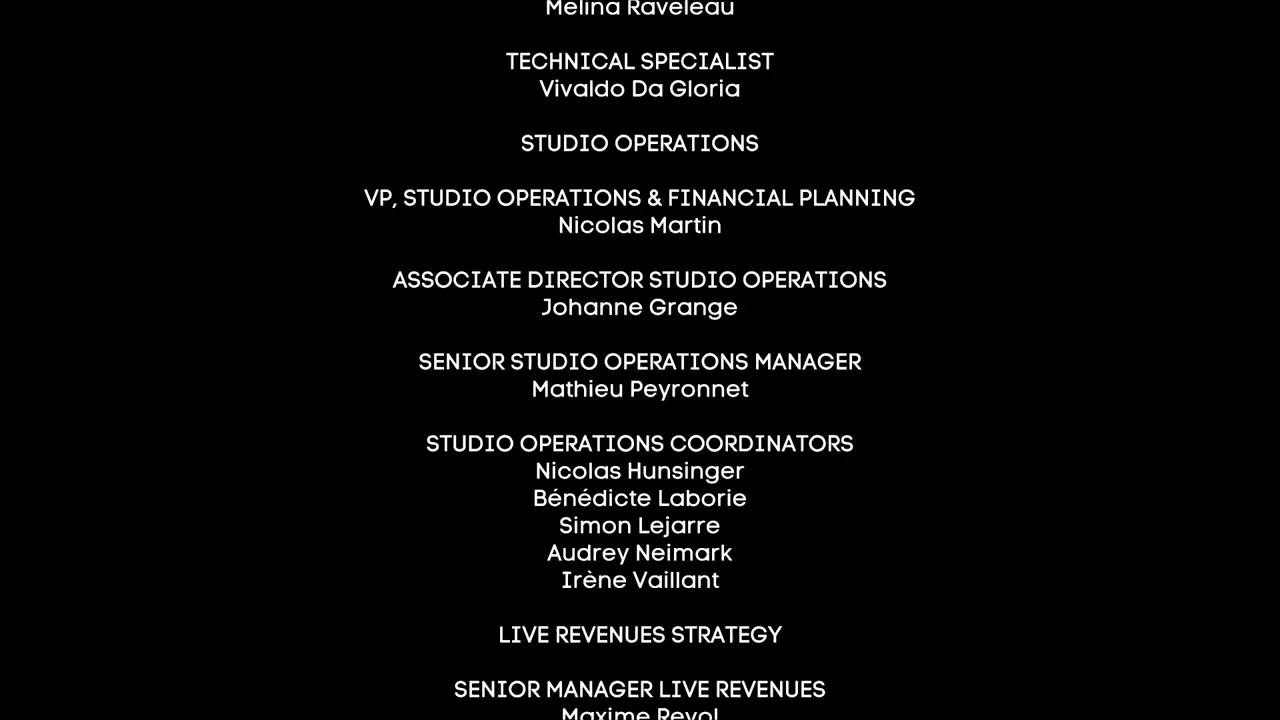 Melina Raveleau
TECHNICAL SPECIALIST
Vivaldo Da Gloria
STUDIO OPERATIONS
VP, STUDIO OPERATIONS & FINANCIAL PLANNING
Nicolas Martin
ASSOCIATE DIRECTOR STUDIO OPERATIONS
Johanne Grange
SENIOR STUDIO OPERATIONS MANAGER
Mathieu Peyronnet
STUDIO OPERATIONS COORDINATORS
Nicolas Hunsinger
Bénédicte Laborie
Simon Lejarre
Audrey Neimark
Irène Vaillant
LIVE REVENUES STRATEGY
SENIOR MANAGER LIVE REVENUES
Maxime Revol